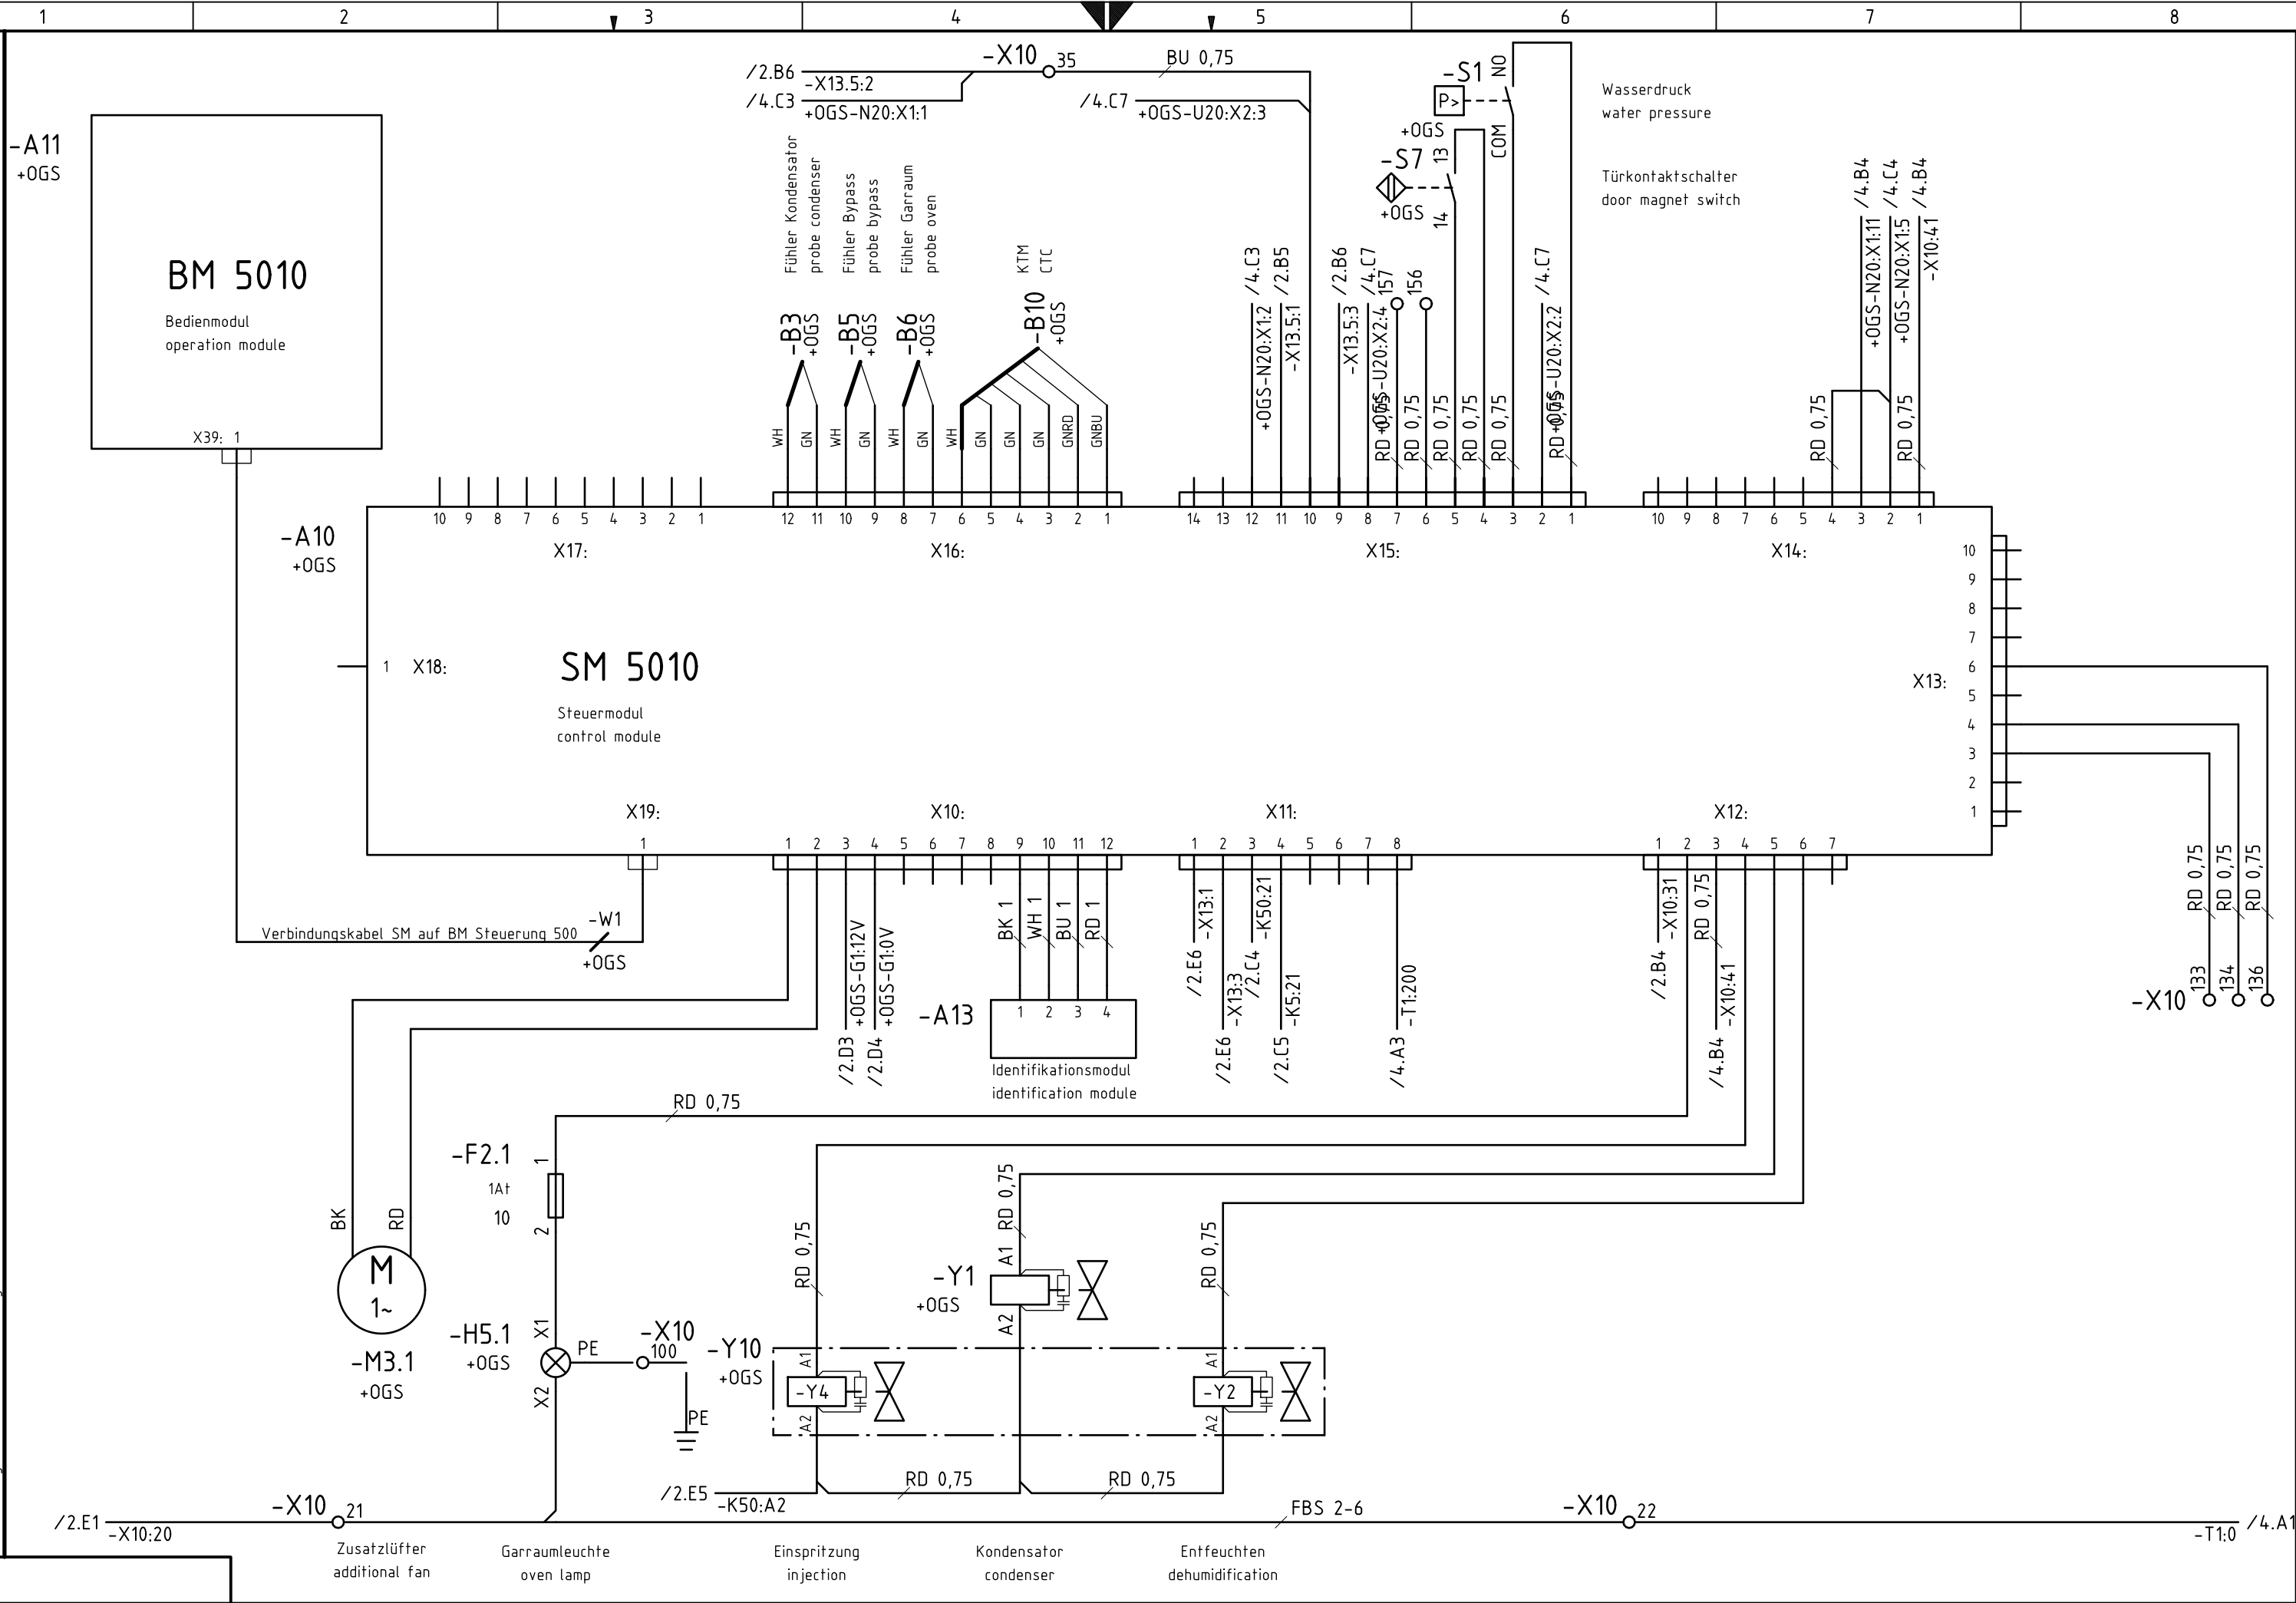 1 2 3 4 5 6 7 8
-X10 35
BU 0,75
/2.B6
-X13.5:2
/4.C3
+OGS-N20:X1:1
/4.C7
+OGS-U20:X2:3
-S1
P>
+OGS
NO
COM
Wasserdruck
water pressure
-S7
+OGS
13
14
Türkontaktschalter
door magnet switch
-A11
+OGS
BM 5010
Bedienmodul
operation module
X39: 1
Fühler Kondensator
probe condenser
Fühler Bypass
probe bypass
Fühler Garraum
probe oven
KTM
CTC
-B3
+OGS
-B5
+OGS
-B6
+OGS
-B10
+OGS
WH GN WH GN WH GN WH GN GN GN GNRD GNBU
/4.C3
+OGS-N20:X1:2
/2.B5
-X13.5:1
/2.B6
-X13.5:3
/4.C7
+OGS-U20:X2:4
157
156
RD 0,75
RD 0,75
RD 0,75
RD 0,75
RD 0,75
/4.C7
+OGS-U20:X2:2
RD 0,75
/4.B4
+OGS-N20:X1:11
/4.C4
+OGS-N20:X1:5
/4.B4
-X10:41
RD 0,75
RD 0,75
-A10
+OGS
10 9 8 7 6 5 4 3 2 1
X17:
12 11 10 9 8 7 6 5 4 3 2 1
X16:
14 13 12 11 10 9 8 7 6 5 4 3 2 1
X15:
10 9 8 7 6 5 4 3 2 1
X14:
10
9
8
7
6
5
4
3
2
1
X13:
1 X18:
SM 5010
Steuermodul
control module
X19:
1
X10:
1 2 3 4 5 6 7 8 9 10 11 12
X11:
1 2 3 4 5 6 7 8
X12:
1 2 3 4 5 6 7
Verbindungskabel SM auf BM Steuerung 500
-W1
+OGS
/2.D3
+OGS-G1:12V
/2.D4
+OGS-G1:0V
BK 1
WH 1
BU 1
RD 1
-A13
1 2 3 4
Identifikationsmodul
identification module
/2.E6
-X13:1
/2.E6
-X13:3
/2.C4
-K50:21
/2.C5
-K5:21
/4.A3
-T1:200
/2.B4
-X10:31
RD 0,75
/4.B4
-X10:41
RD 0,75
RD 0,75
RD 0,75
-X10
133
134
136
RD 0,75
-F2.1
1At
10
1
2
BK
RD
M
1~
-M3.1
+OGS
-H5.1
+OGS
X1
X2
PE
-X10
100
PE
RD 0,75
RD 0,75
RD 0,75
-Y1
+OGS
A1
A2
-Y10
+OGS
A1
-Y4
A2
A1
-Y2
A2
RD 0,75
RD 0,75
/2.E5
-K50:A2
/2.E1
-X10:20
-X10 21
FBS 2-6
-X10 22
-T1:0
/4.A1
Zusatzlüfter
additional fan
Garraumleuchte
oven lamp
Einspritzung
injection
Kondensator
condenser
Entfeuchten
dehumidification